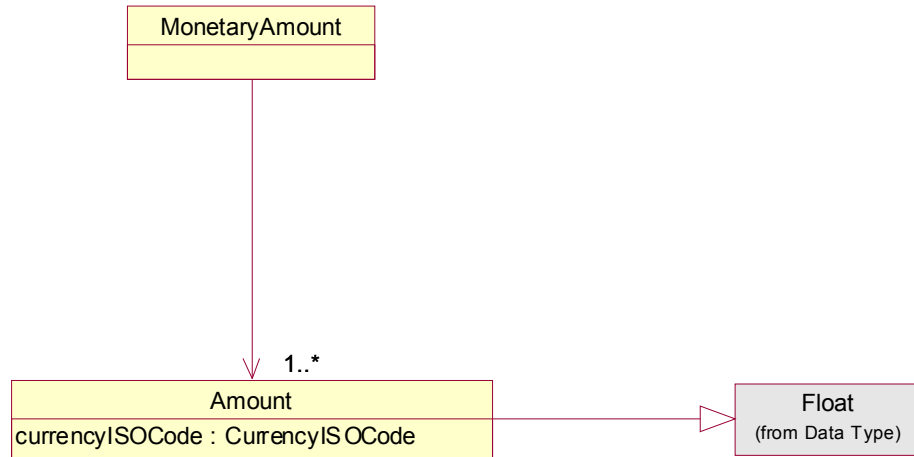 MonetaryAmount
1..*
Amount
currencyISOCode : CurrencyISOCode
Float
(from Data Type)